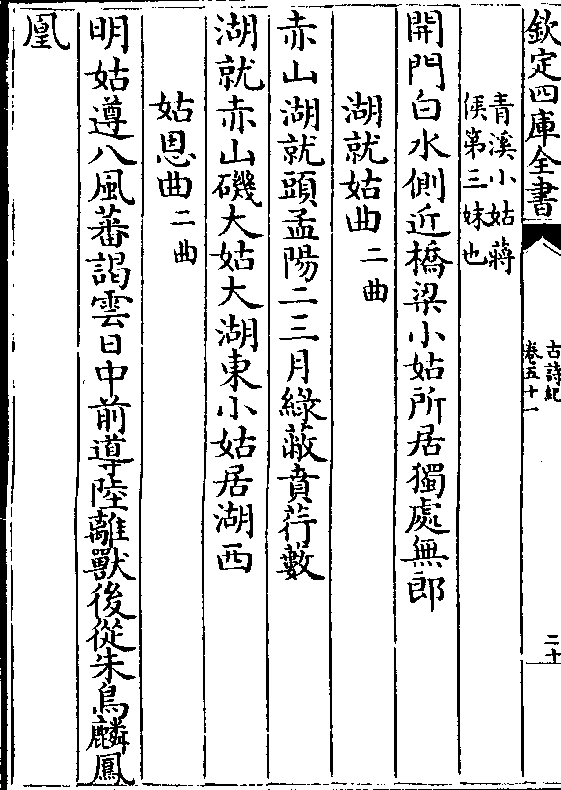 欽定四庫全書
古詩紀
卷五十一
二十
青溪小姑蔣
侯第三妹也
開門白水側近橋梁小姑所居獨處無郎
湖就姑曲二曲
赤山湖就頭孟陽二三月綠蔽賁荇藪
湖就赤山磯大姑大湖東小姑居湖西
姑恩曲二曲
明姑遵八風蕃謁雲日中前導陸離獸後從朱鳥麟鳳
凰